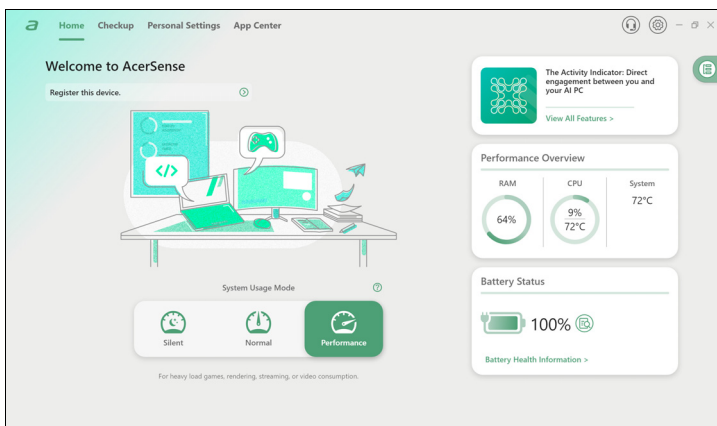 Home Checkup Personal Settings App Center
Welcome to AcerSense
Register this device.
</>
System Usage Mode
Silent
Normal
Performance
For heavy load games, rendering, streaming, or video consumption.
The Activity Indicator: Direct
engagement between you and
your AI PC
View All Features >
Performance Overview
RAM CPU System
64%
9%
72°C
72°C
Battery Status
100%
Battery Health Information >